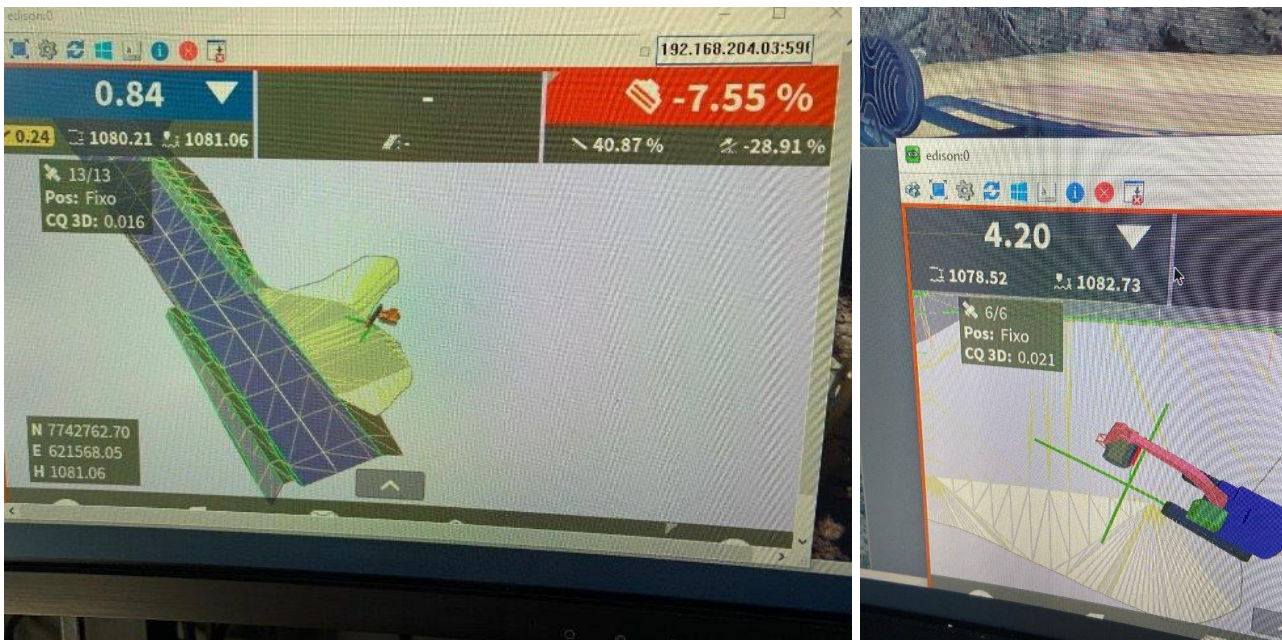 edison:0
192.168.204.03:59
0.84
-
-7.55 %
0.24 1080.21 1081.06
-
40.87 % -28.91 %
13/13
Pos: Fixo
CQ 3D: 0.016
N 7742762.70
E 621568.05
H 1081.06
edison:0
4.20
1078.52 1082.73
6/6
Pos: Fixo
CQ 3D: 0.021